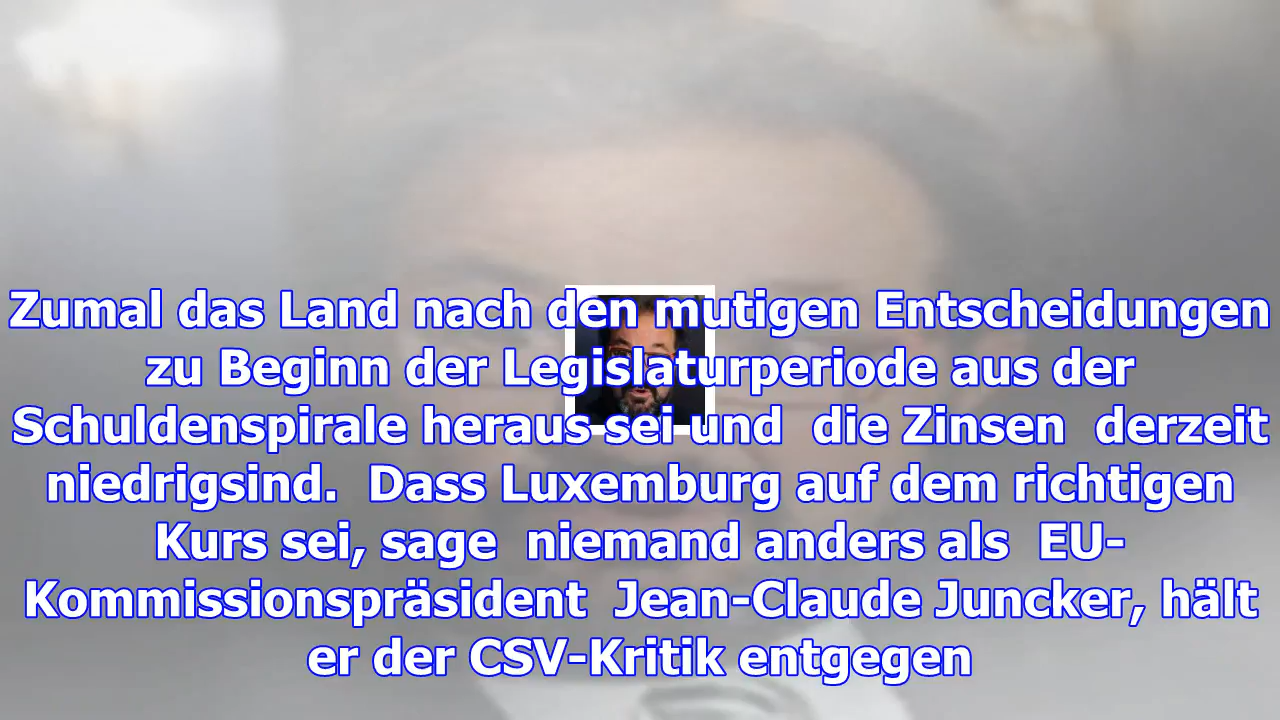 Zumal das Land nach den mutigen Entscheidungen
zu Beginn der Legislaturperiode aus der
Schuldenspirale heraus sei und  die Zinsen  derzeit
niedrigsind.  Dass Luxemburg auf dem richtigen
Kurs sei, sage  niemand anders als  EU-
Kommissionspräsident  Jean-Claude Juncker, hält
er der CSV-Kritik entgegen